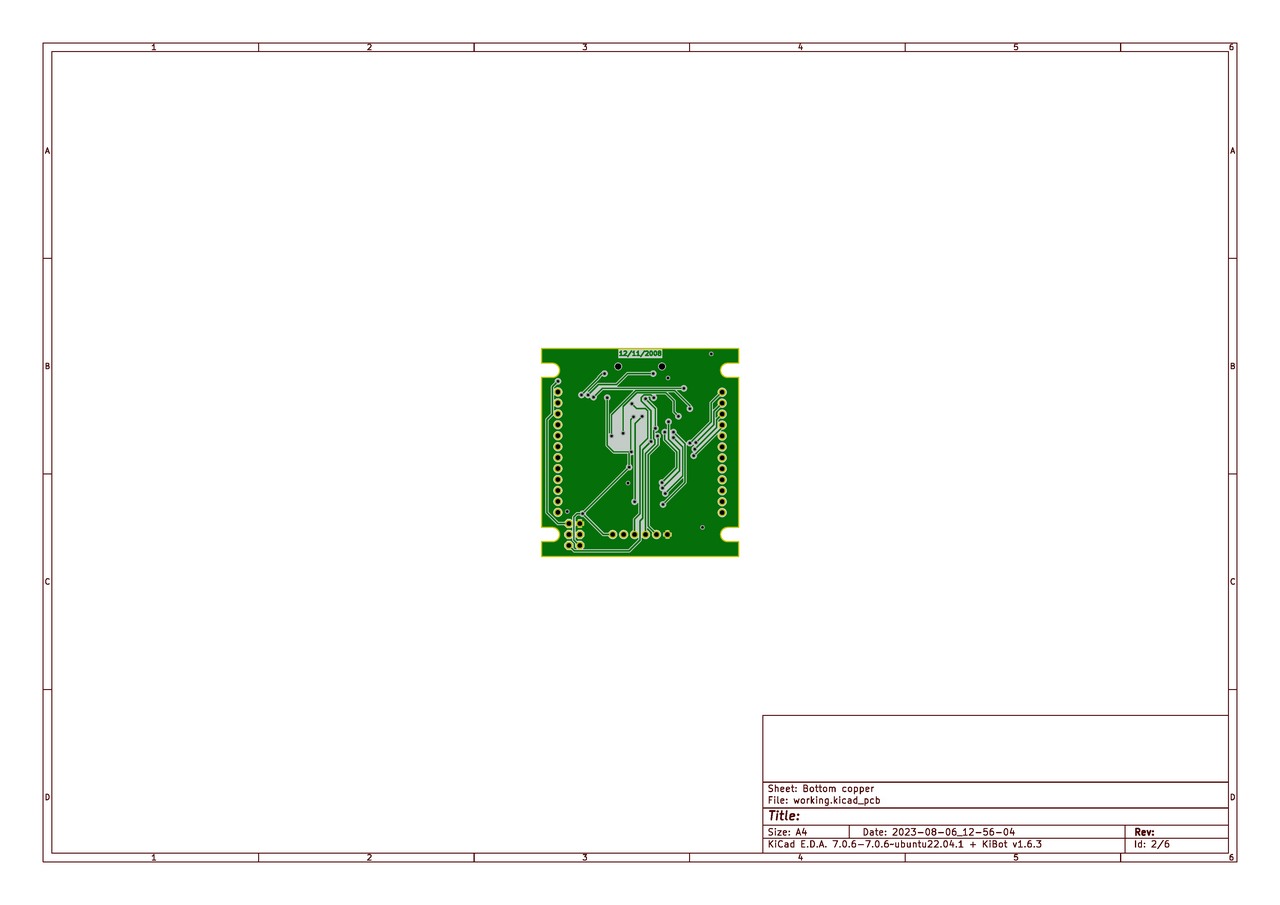 1 2 3 4 5 6
A A
12/11/2008
B B
C C
D D
Sheet: Bottom copper
File: working.kicad_pcb
Title:
Size: A4 Date: 2023-08-06_12-56-04 Rev:
KiCad E.D.A. 7.0.6-7.0.6~ubuntu22.04.1 + KiBot v1.6.3 Id: 2/6
1 2 3 4 5 6